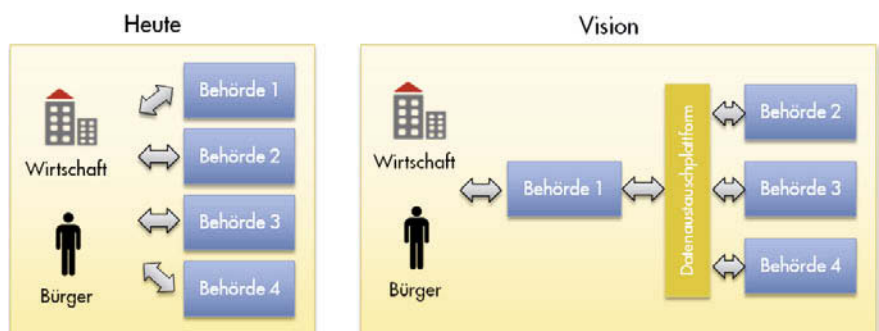 Heute
Wirtschaft
Bürger
Behörde 1
Behörde 2
Behörde 3
Behörde 4
Vision
Wirtschaft
Bürger
Behörde 1
Datenaustauschplattform
Behörde 2
Behörde 3
Behörde 4